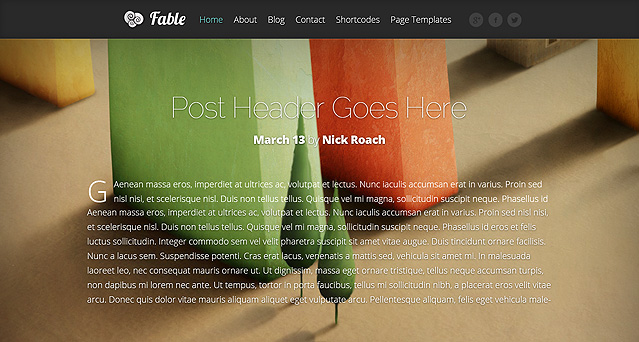 Fable Home About Blog Contact Shortcodes Page Templates
Post Header Goes Here
March 13 by Nick Roach
G Aenean massa eros, imperdiet at ultrices ac, volutpat et lectus. Nunc iaculis accumsan erat in varius. Proin sed
nisl nisi, et scelerisque nisl. Duis non tellus tellus. Quisque vel mi magna, sollicitudin suscipit neque. Phasellus id
Aenean massa eros, imperdiet at ultrices ac, volutpat et lectus. Nunc iaculis accumsan erat in varius. Proin sed nisl nisi,
et scelerisque nisl. Duis non tellus tellus. Quisque vel mi magna, sollicitudin suscipit neque. Phasellus id eros et felis
luctus sollicitudin. Integer commodo sem vel velit pharetra suscipit sit amet vitae augue. Duis tincidunt ornare facilisis.
Nunc a lacus sem. Suspendisse potenti. Cras erat lacus, venenatis a mattis sed, vehicula sit amet mi. In malesuada
laoreet leo, nec consequat mauris ornare ut. Ut dignissim, massa eget ornare tristique, tellus neque accumsan turpis,
non dapibus mi lorem nec ante. Ut tempus, tortor in porta faucibus, tellus mi sollicitudin nibh, a placerat eros velit vitae
arcu. Donec quis dolor vitae mauris aliquam aliquet eget vulputate arcu. Pellentesque aliquam, felis eget vehicula male-